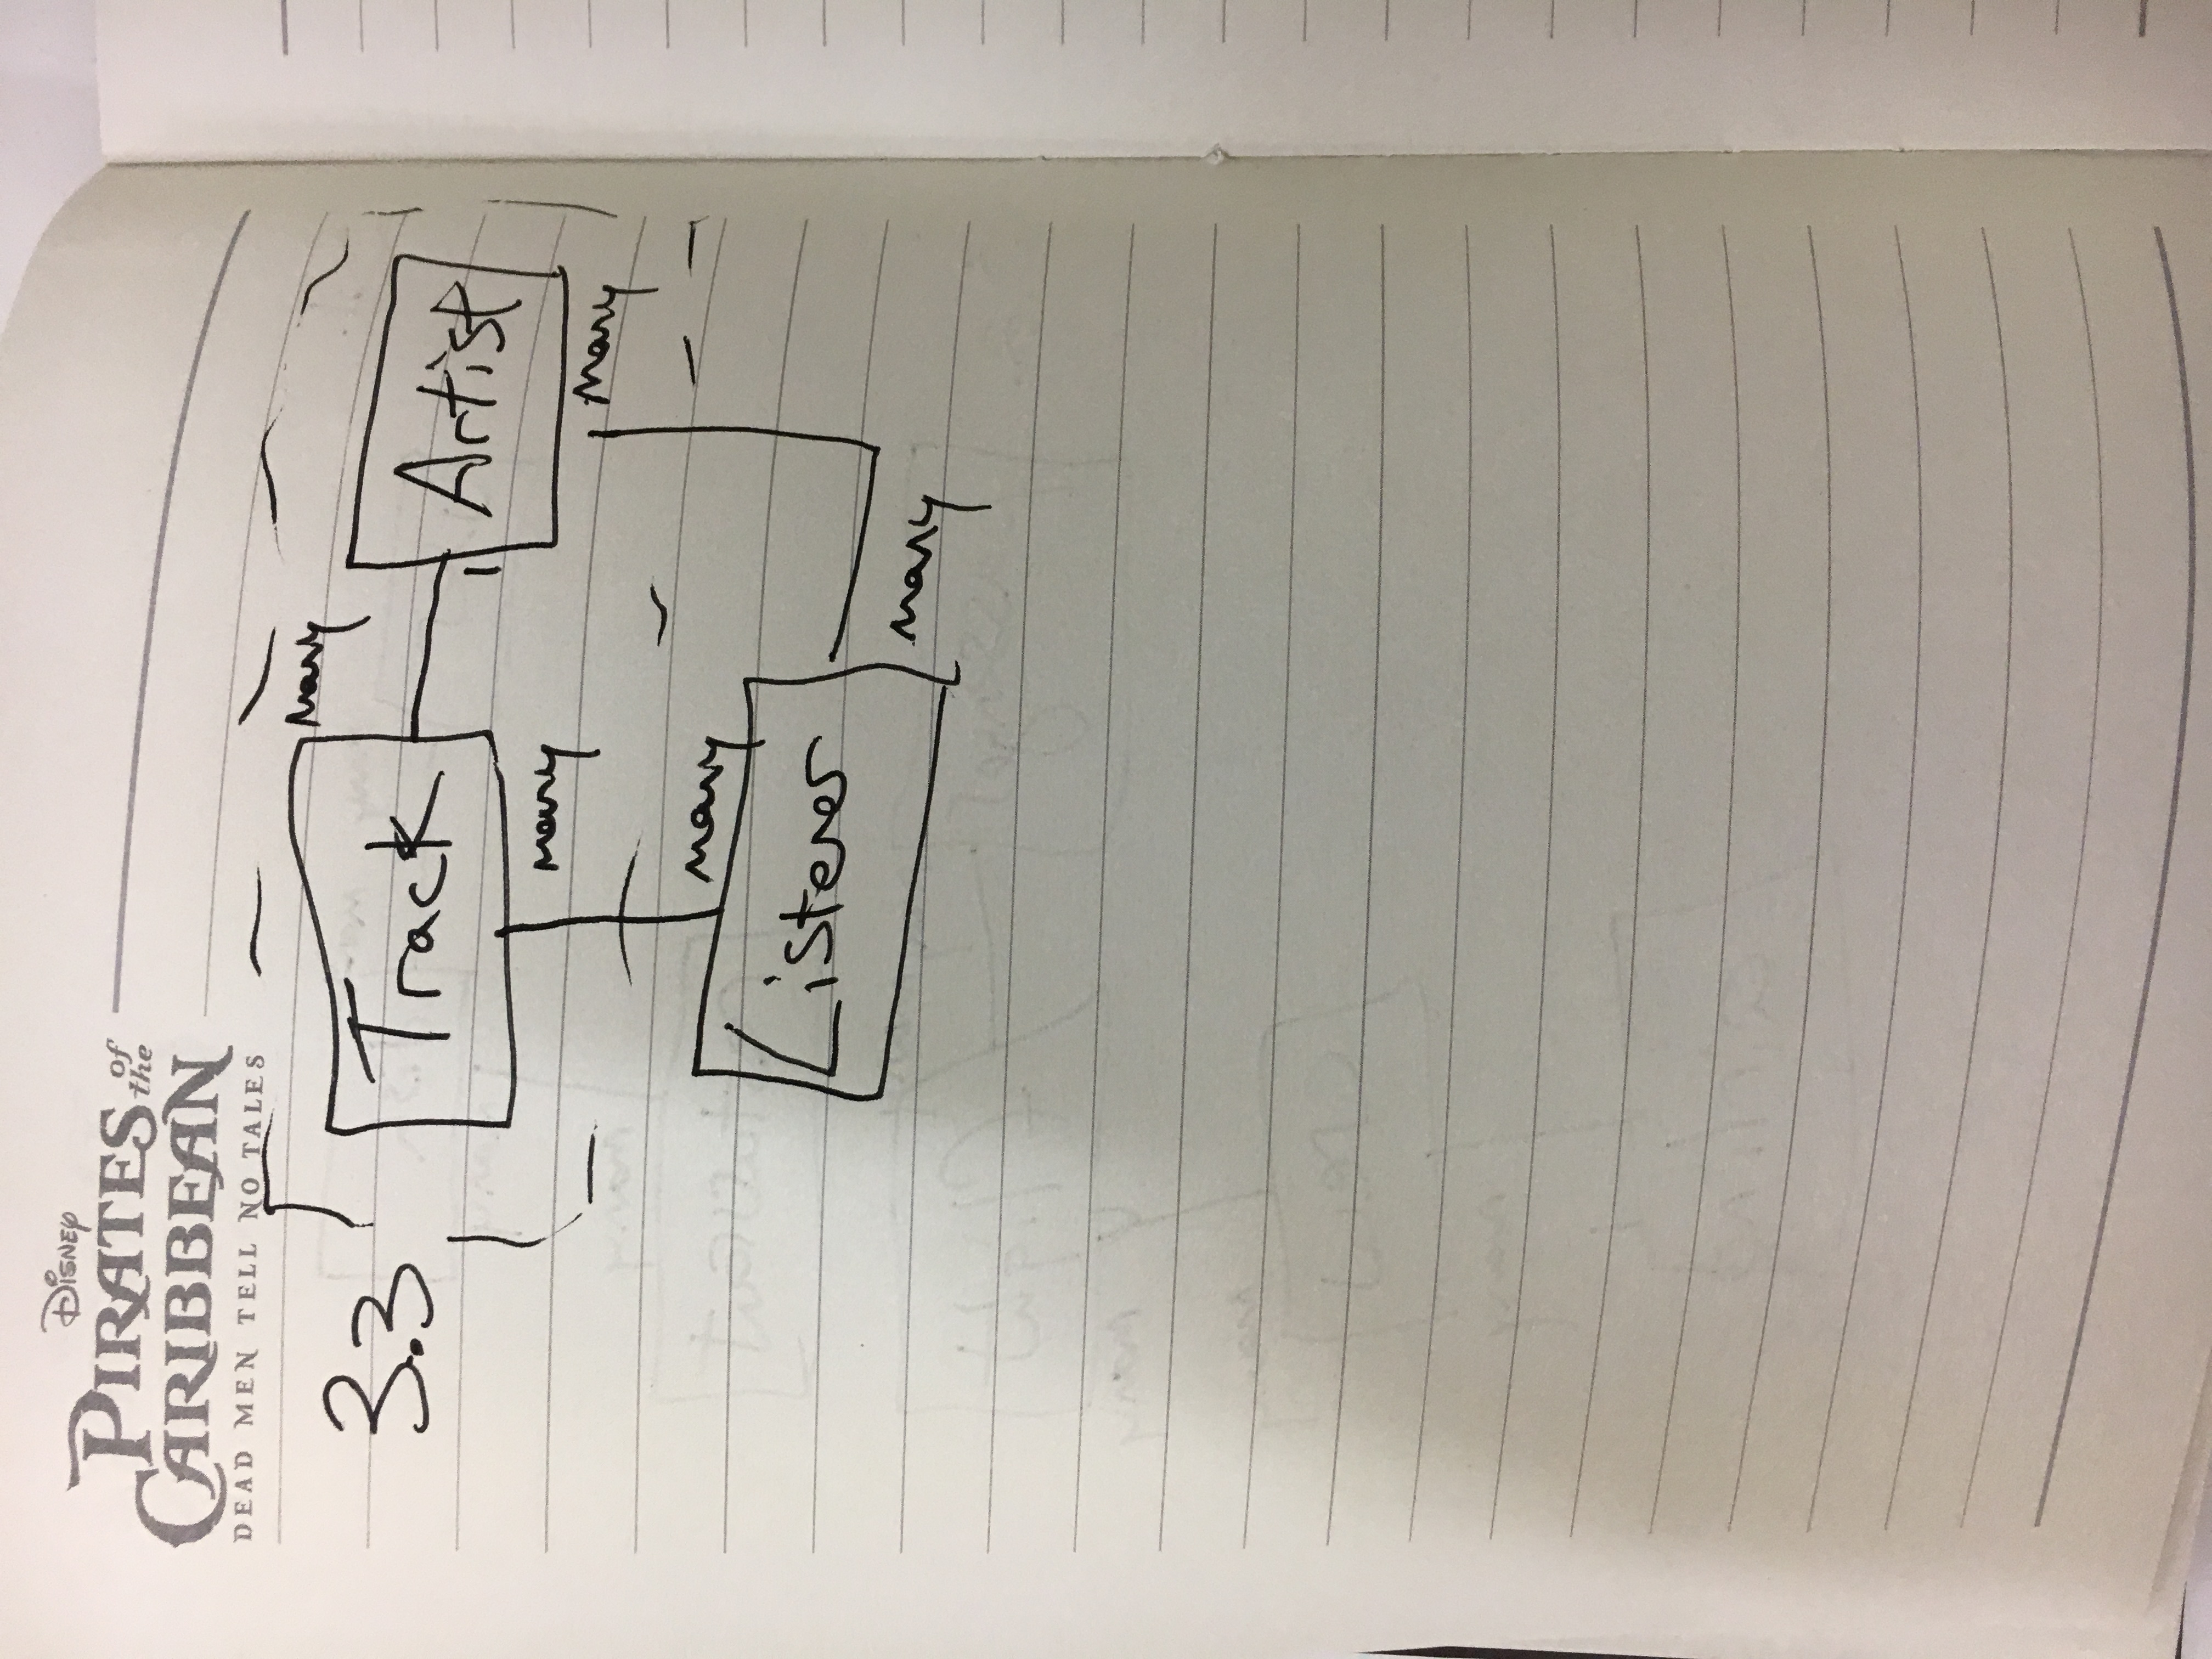 Disney
PIRATES of the
CARIBBEAN
DEAD MEN TELL NO TALES
3.3
Track
many
Artist
1
many
many
many
Listener
many